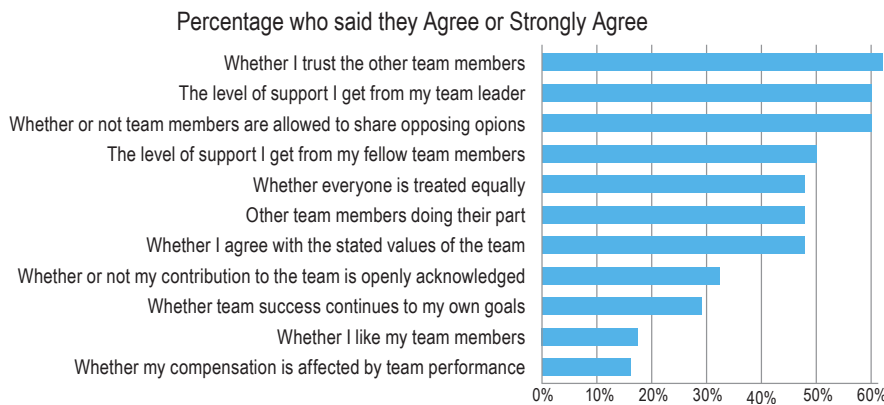 Percentage who said they Agree or Strongly Agree
Whether I trust the other team members
The level of support I get from my team leader
Whether or not team members are allowed to share opposing opions
The level of support I get from my fellow team members
Whether everyone is treated equally
Other team members doing their part
Whether I agree with the stated values of the team
Whether or not my contribution to the team is openly acknowledged
Whether team success continues to my own goals
Whether I like my team members
Whether my compensation is affected by team performance
0% 10% 20% 30% 40% 50% 60%